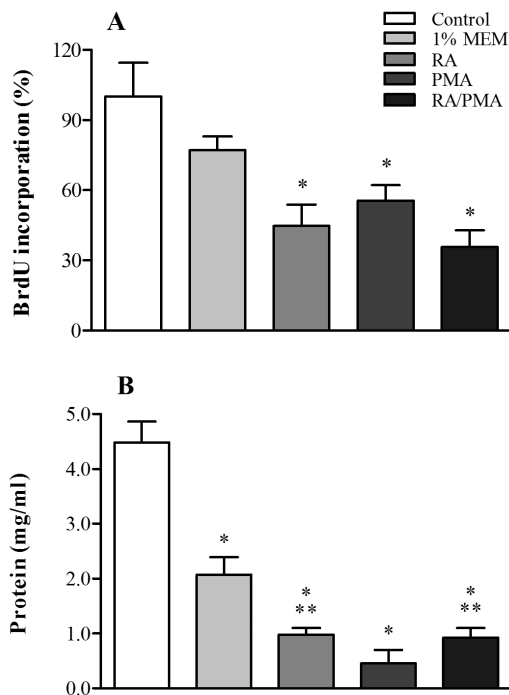 A
Control
1% MEM
RA
PMA
RA/PMA
BrdU incorporation (%)
120
90
60
30
0
*
*
*
B
Protein (mg/ml)
5.0
4.0
3.0
2.0
1.0
0.0
*
*
**
*
*
**